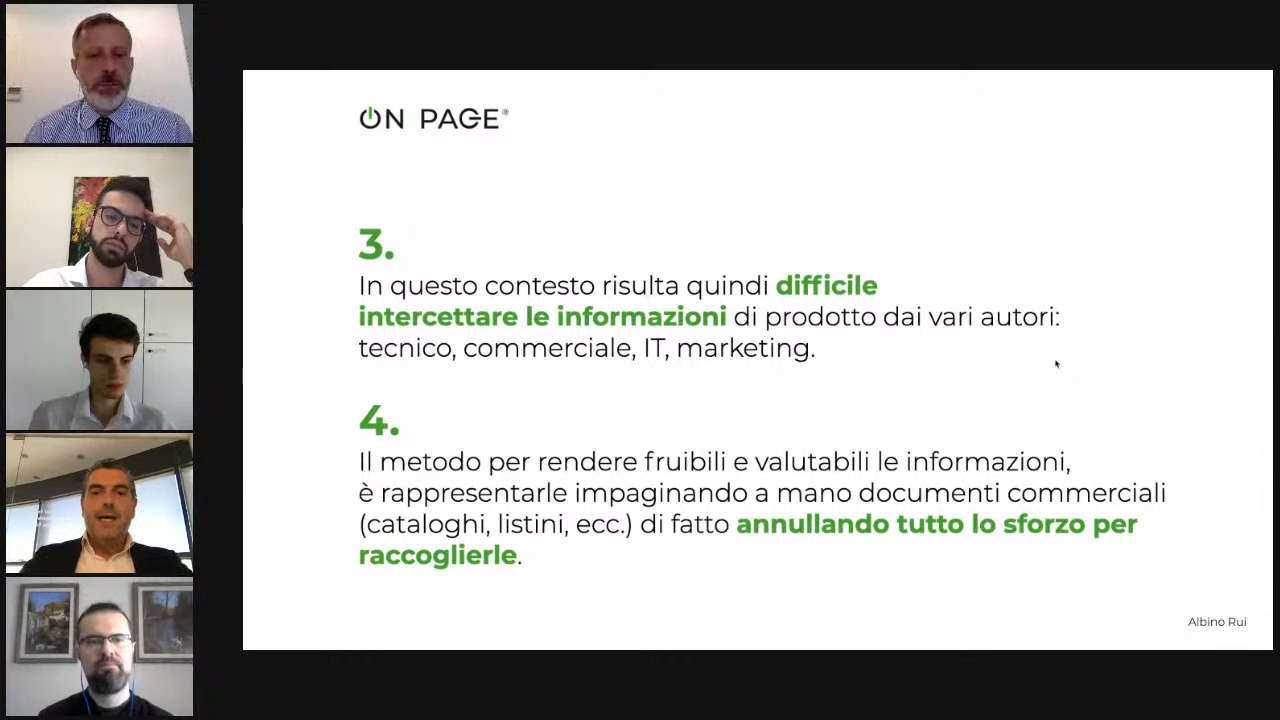 ON PAGE®
3.
In questo contesto risulta quindi difficile
intercettare le informazioni di prodotto dai vari autori:
tecnico, commerciale, IT, marketing.
4.
Il metodo per rendere fruibili e valutabili le informazioni,
è rappresentarle impaginando a mano documenti commerciali
(cataloghi, listini, ecc.) di fatto annullando tutto lo sforzo per
raccoglierle.
Albino Rui